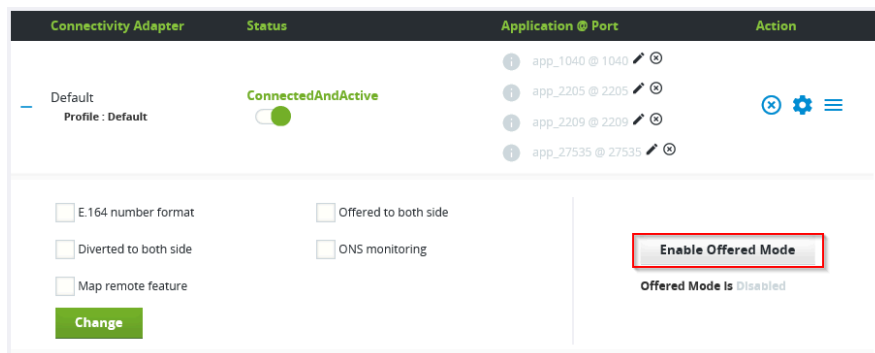 Connectivity Adapter Status Application @ Port Action
app_1040 @ 1040
Default ConnectedAndActive app_2205 @ 2205
Profile : Default app_2209 @ 2209
app_27535 @ 27535
E.164 number format Offered to both side
Diverted to both side ONS monitoring Enable Offered Mode
Map remote feature Offered Mode Is Disabled
Change